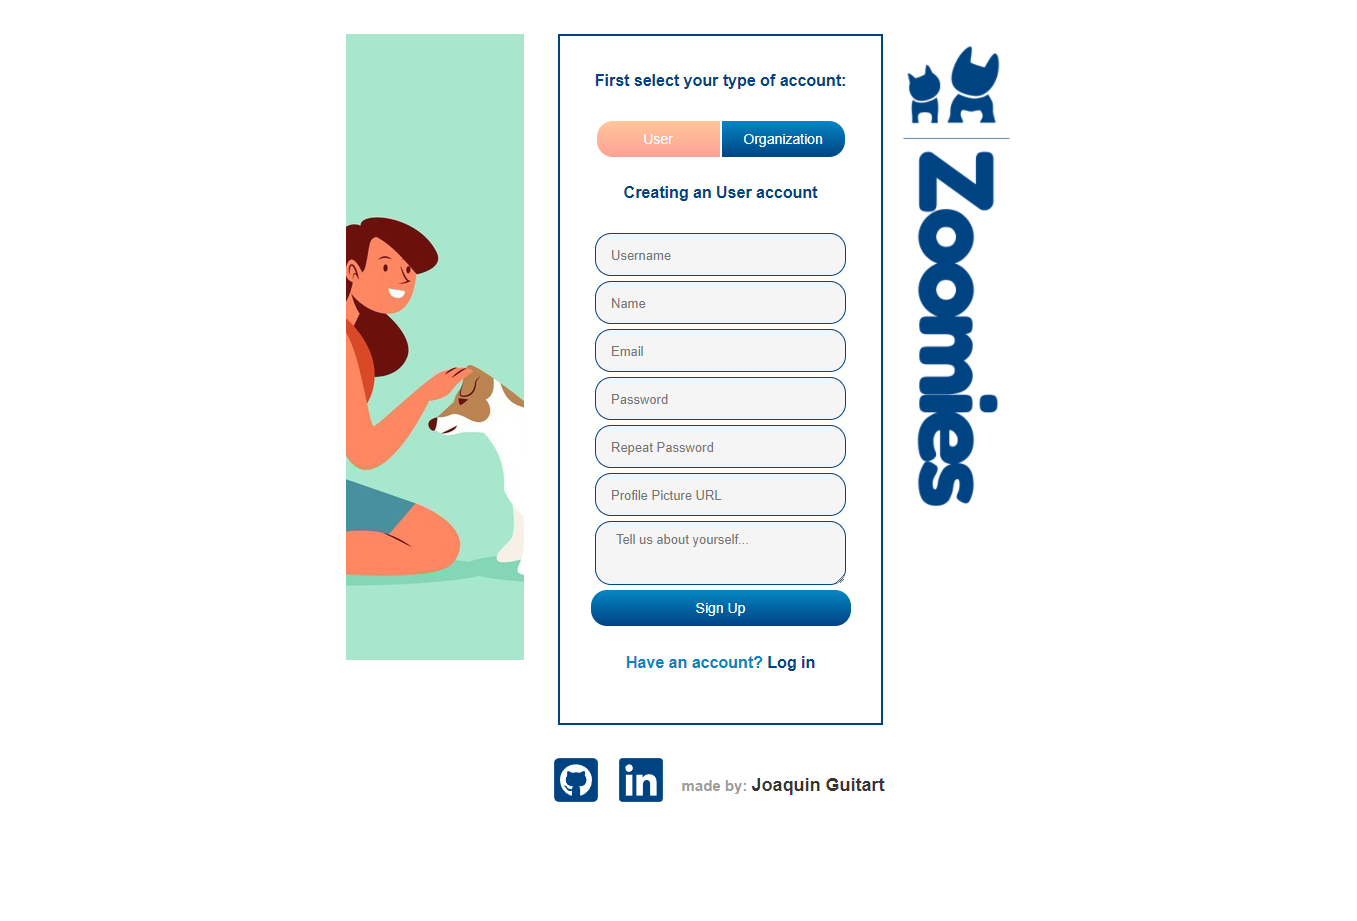 First select your type of account:
User
Organization
Creating an User account
Username
Name
Email
Password
Repeat Password
Profile Picture URL
Tell us about yourself...
Sign Up
Have an account? Log in
Zoomies
in
made by: Joaquin Guitart